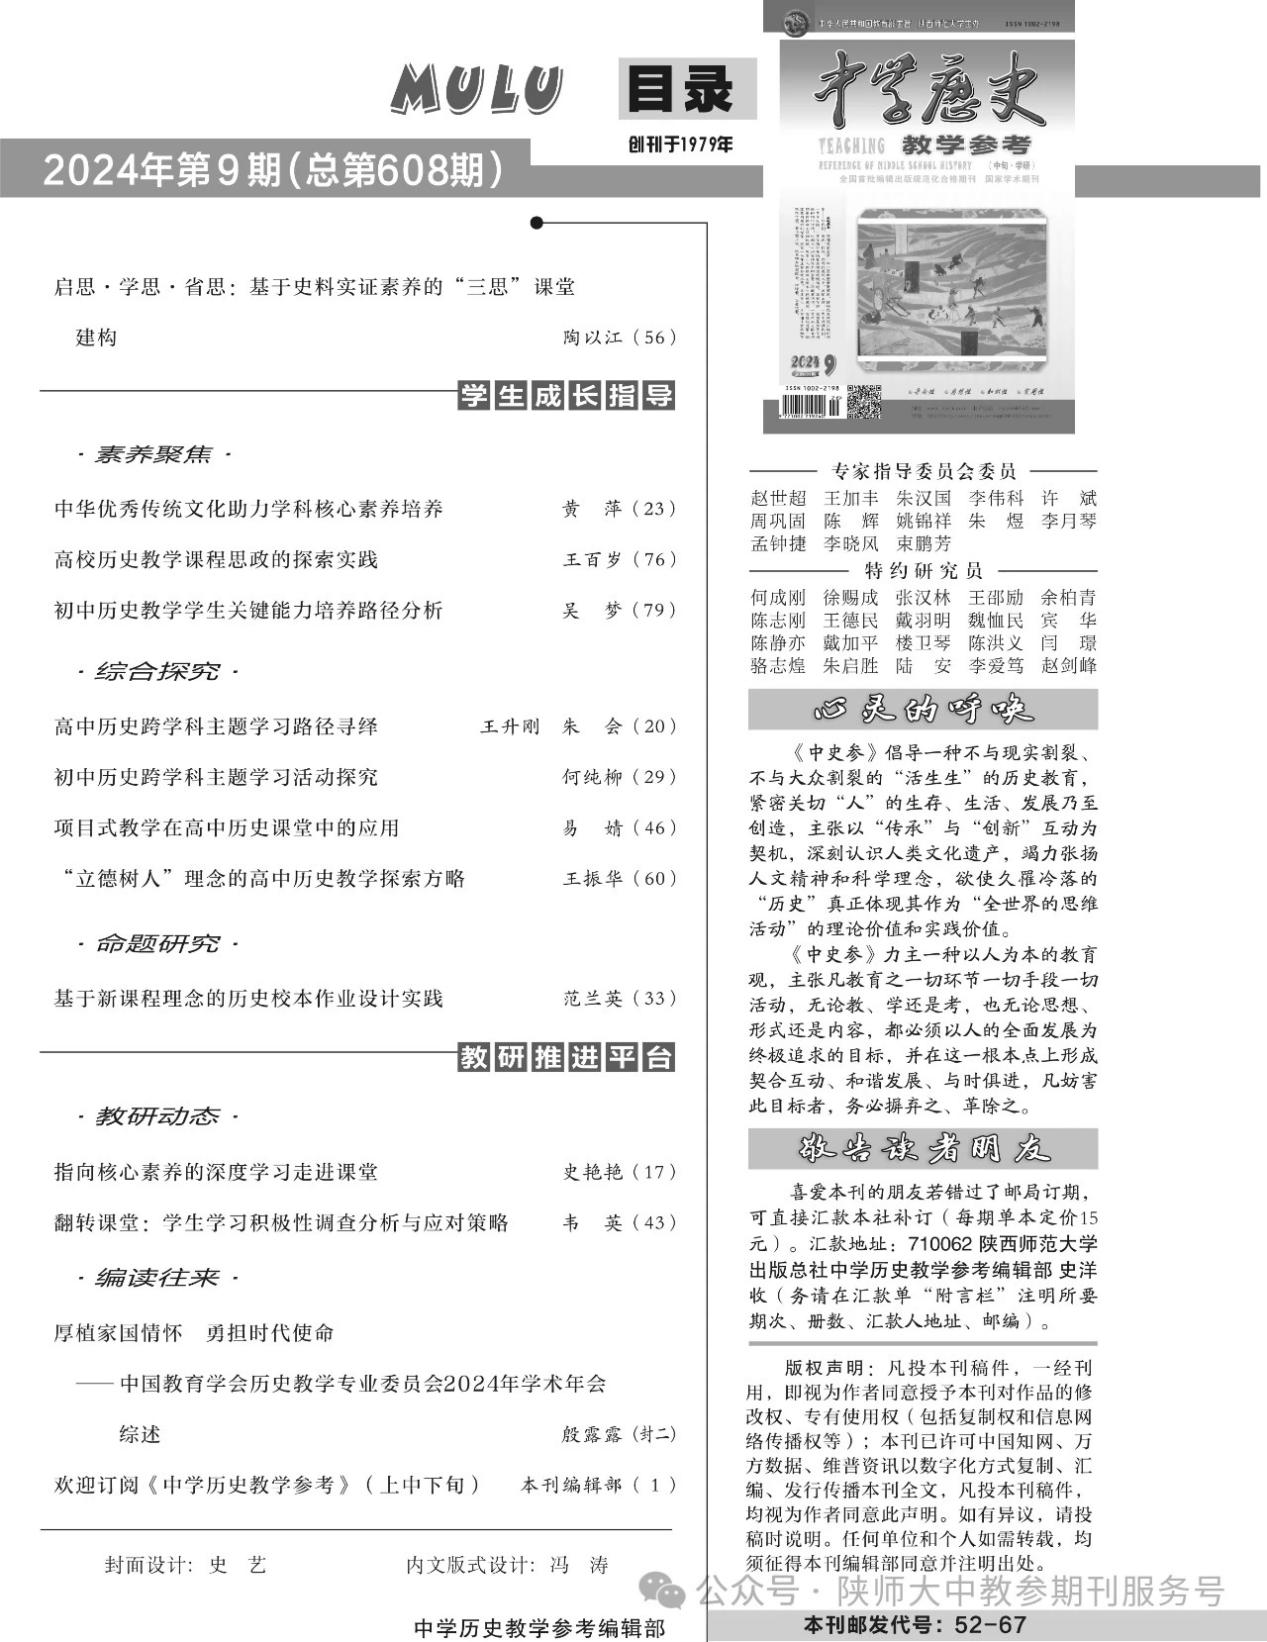 MULU 目录
创刊于1979年
2024年第9期(总第608期)
启思·学思·省思：基于史料实证素养的“三思”课堂
建构 陶以江（56）
学生成长指导
·素养聚焦·
中华优秀传统文化助力学科核心素养培养 黄　萍（23）
高校历史教学课程思政的探索实践 王百岁（76）
初中历史教学学生关键能力培养路径分析 吴　梦（79）
·综合探究·
高中历史跨学科主题学习路径寻绎 王升刚　朱　会（20）
初中历史跨学科主题学习活动探究 何纯柳（29）
项目式教学在高中历史课堂中的应用 易　婧（46）
“立德树人”理念的高中历史教学探索方略 王振华（60）
·命题研究·
基于新课程理念的历史校本作业设计实践 范兰英（33）
教研推进平台
·教研动态·
指向核心素养的深度学习走进课堂 史艳艳（17）
翻转课堂：学生学习积极性调查分析与应对策略 韦　英（43）
·编读往来·
厚植家国情怀　勇担时代使命
——中国教育学会历史教学专业委员会2024年学术年会
综述 殷露露（封二）
欢迎订阅《中学历史教学参考》（上中下旬） 本刊编辑部（1）
封面设计：史　艺 内文版式设计：冯　涛
中学历史教学参考编辑部
ISSN 1002-2198
中学历史
TEACHING 教学参考
REFERENCE OF MIDDLE SCHOOL HISTORY （中旬·学研）
全国首批编辑出版规范化合格期刊　国家学术期刊
2024 9
ISSN 1002-2198
专家指导委员会委员
赵世超　王加丰　朱汉国　李伟科　许　斌
周巩固　陈　辉　姚锦祥　朱　煜　李月琴
孟钟捷　李晓风　束鹏芳
特约研究员
何成刚　徐赐成　张汉林　王邵励　余柏青
陈志刚　王德民　戴羽明　魏恤民　宾　华
陈静亦　戴加平　楼卫琴　陈洪义　闫　璟
骆志煌　朱启胜　陆　安　李爱笃　赵剑峰
心灵的呼唤
《中史参》倡导一种不与现实割裂、
不与大众割裂的“活生生”的历史教育，
紧密关切“人”的生存、生活、发展乃至
创造，主张以“传承”与“创新”互动为
契机，深刻认识人类文化遗产，竭力张扬
人文精神和科学理念，欲使久罹冷落的
“历史”真正体现其作为“全世界的思维
活动”的理论价值和实践价值。
《中史参》力主一种以人为本的教育
观，主张凡教育之一切环节一切手段一切
活动，无论教、学还是考，也无论思想、
形式还是内容，都必须以人的全面发展为
终极追求的目标，并在这一根本点上形成
契合互动、和谐发展、与时俱进，凡妨害
此目标者，务必摒弃之、革除之。
敬告读者朋友
喜爱本刊的朋友若错过了邮局订期，
可直接汇款本社补订（每期单本定价15
元）。汇款地址：710062 陕西师范大学
出版总社中学历史教学参考编辑部 史洋
收（务请在汇款单“附言栏”注明所要
期次、册数、汇款人地址、邮编）。
版权声明：凡投本刊稿件，一经刊
用，即视为作者同意授予本刊对作品的修
改权、专有使用权（包括复制权和信息网
络传播权等）；本刊已许可中国知网、万
方数据、维普资讯以数字化方式复制、汇
编、发行传播本刊全文，凡投本刊稿件，
均视为作者同意此声明。如有异议，请投
稿时说明。任何单位和个人如需转载，均
须征得本刊编辑部同意并注明出处。
公众号·陕师大中教参期刊服务号
本刊邮发代号：52-67